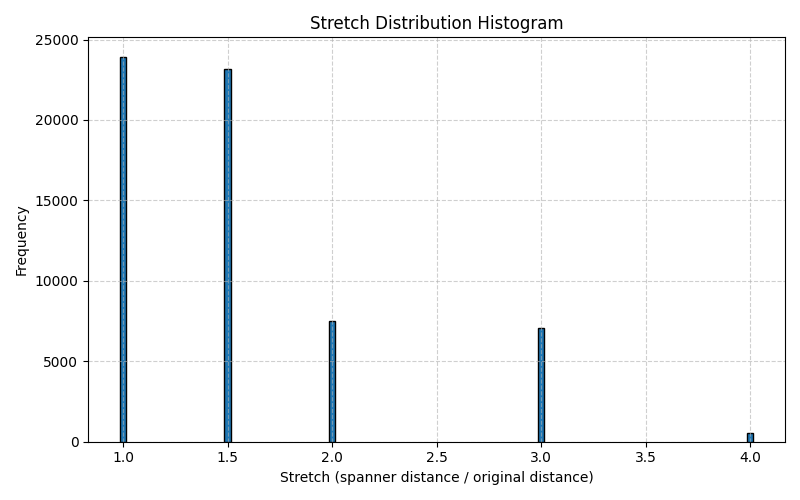 Stretch Distribution Histogram
25000
20000
15000
10000
5000
0
Frequency
1.0 1.5 2.0 2.5 3.0 3.5 4.0
Stretch (spanner distance / original distance)